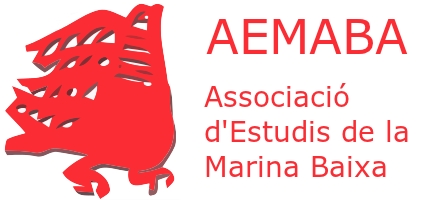 AEMABA
Associació
d'Estudis de la
Marina Baixa